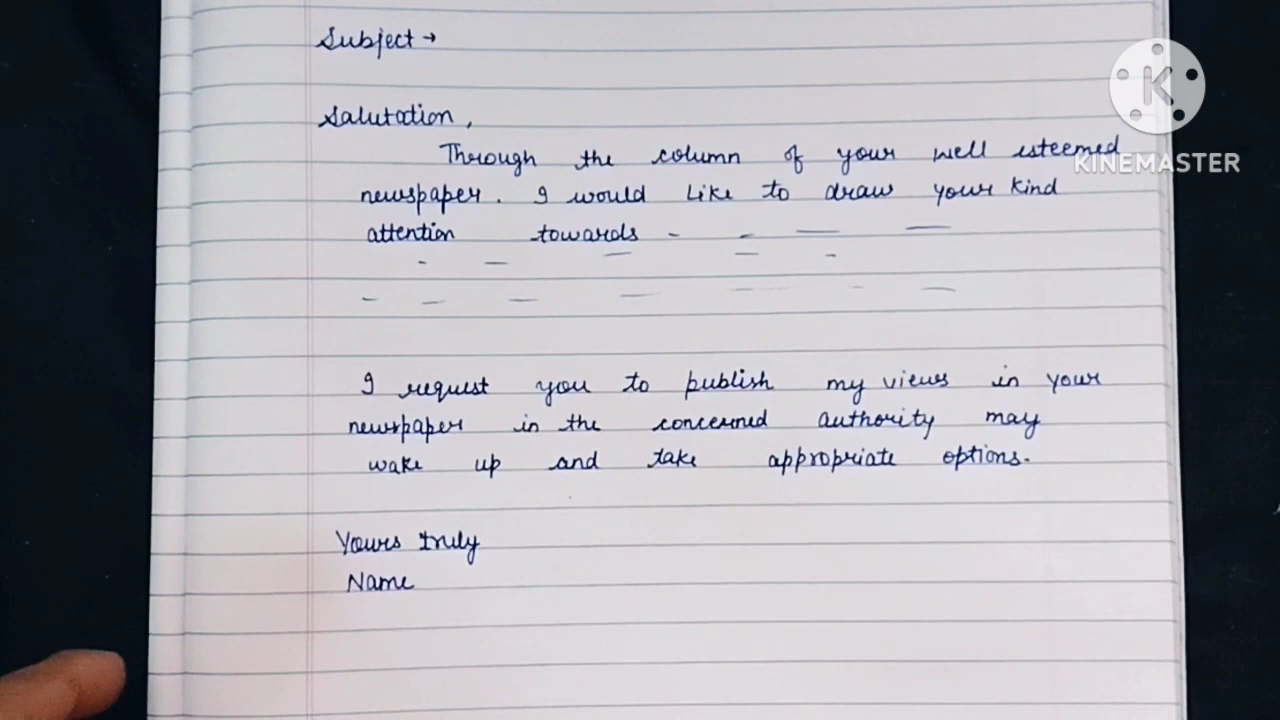 Subject →
Salutation,
Through the column of your well esteemed
newspaper. I would like to draw your kind
attention towards - - — —
- — — — -
- — — — — - —
I request you to publish my views in your
newspaper in the concerned authority may
wake up and take appropriate options.
Yours truly
Name
K
KINEMASTER